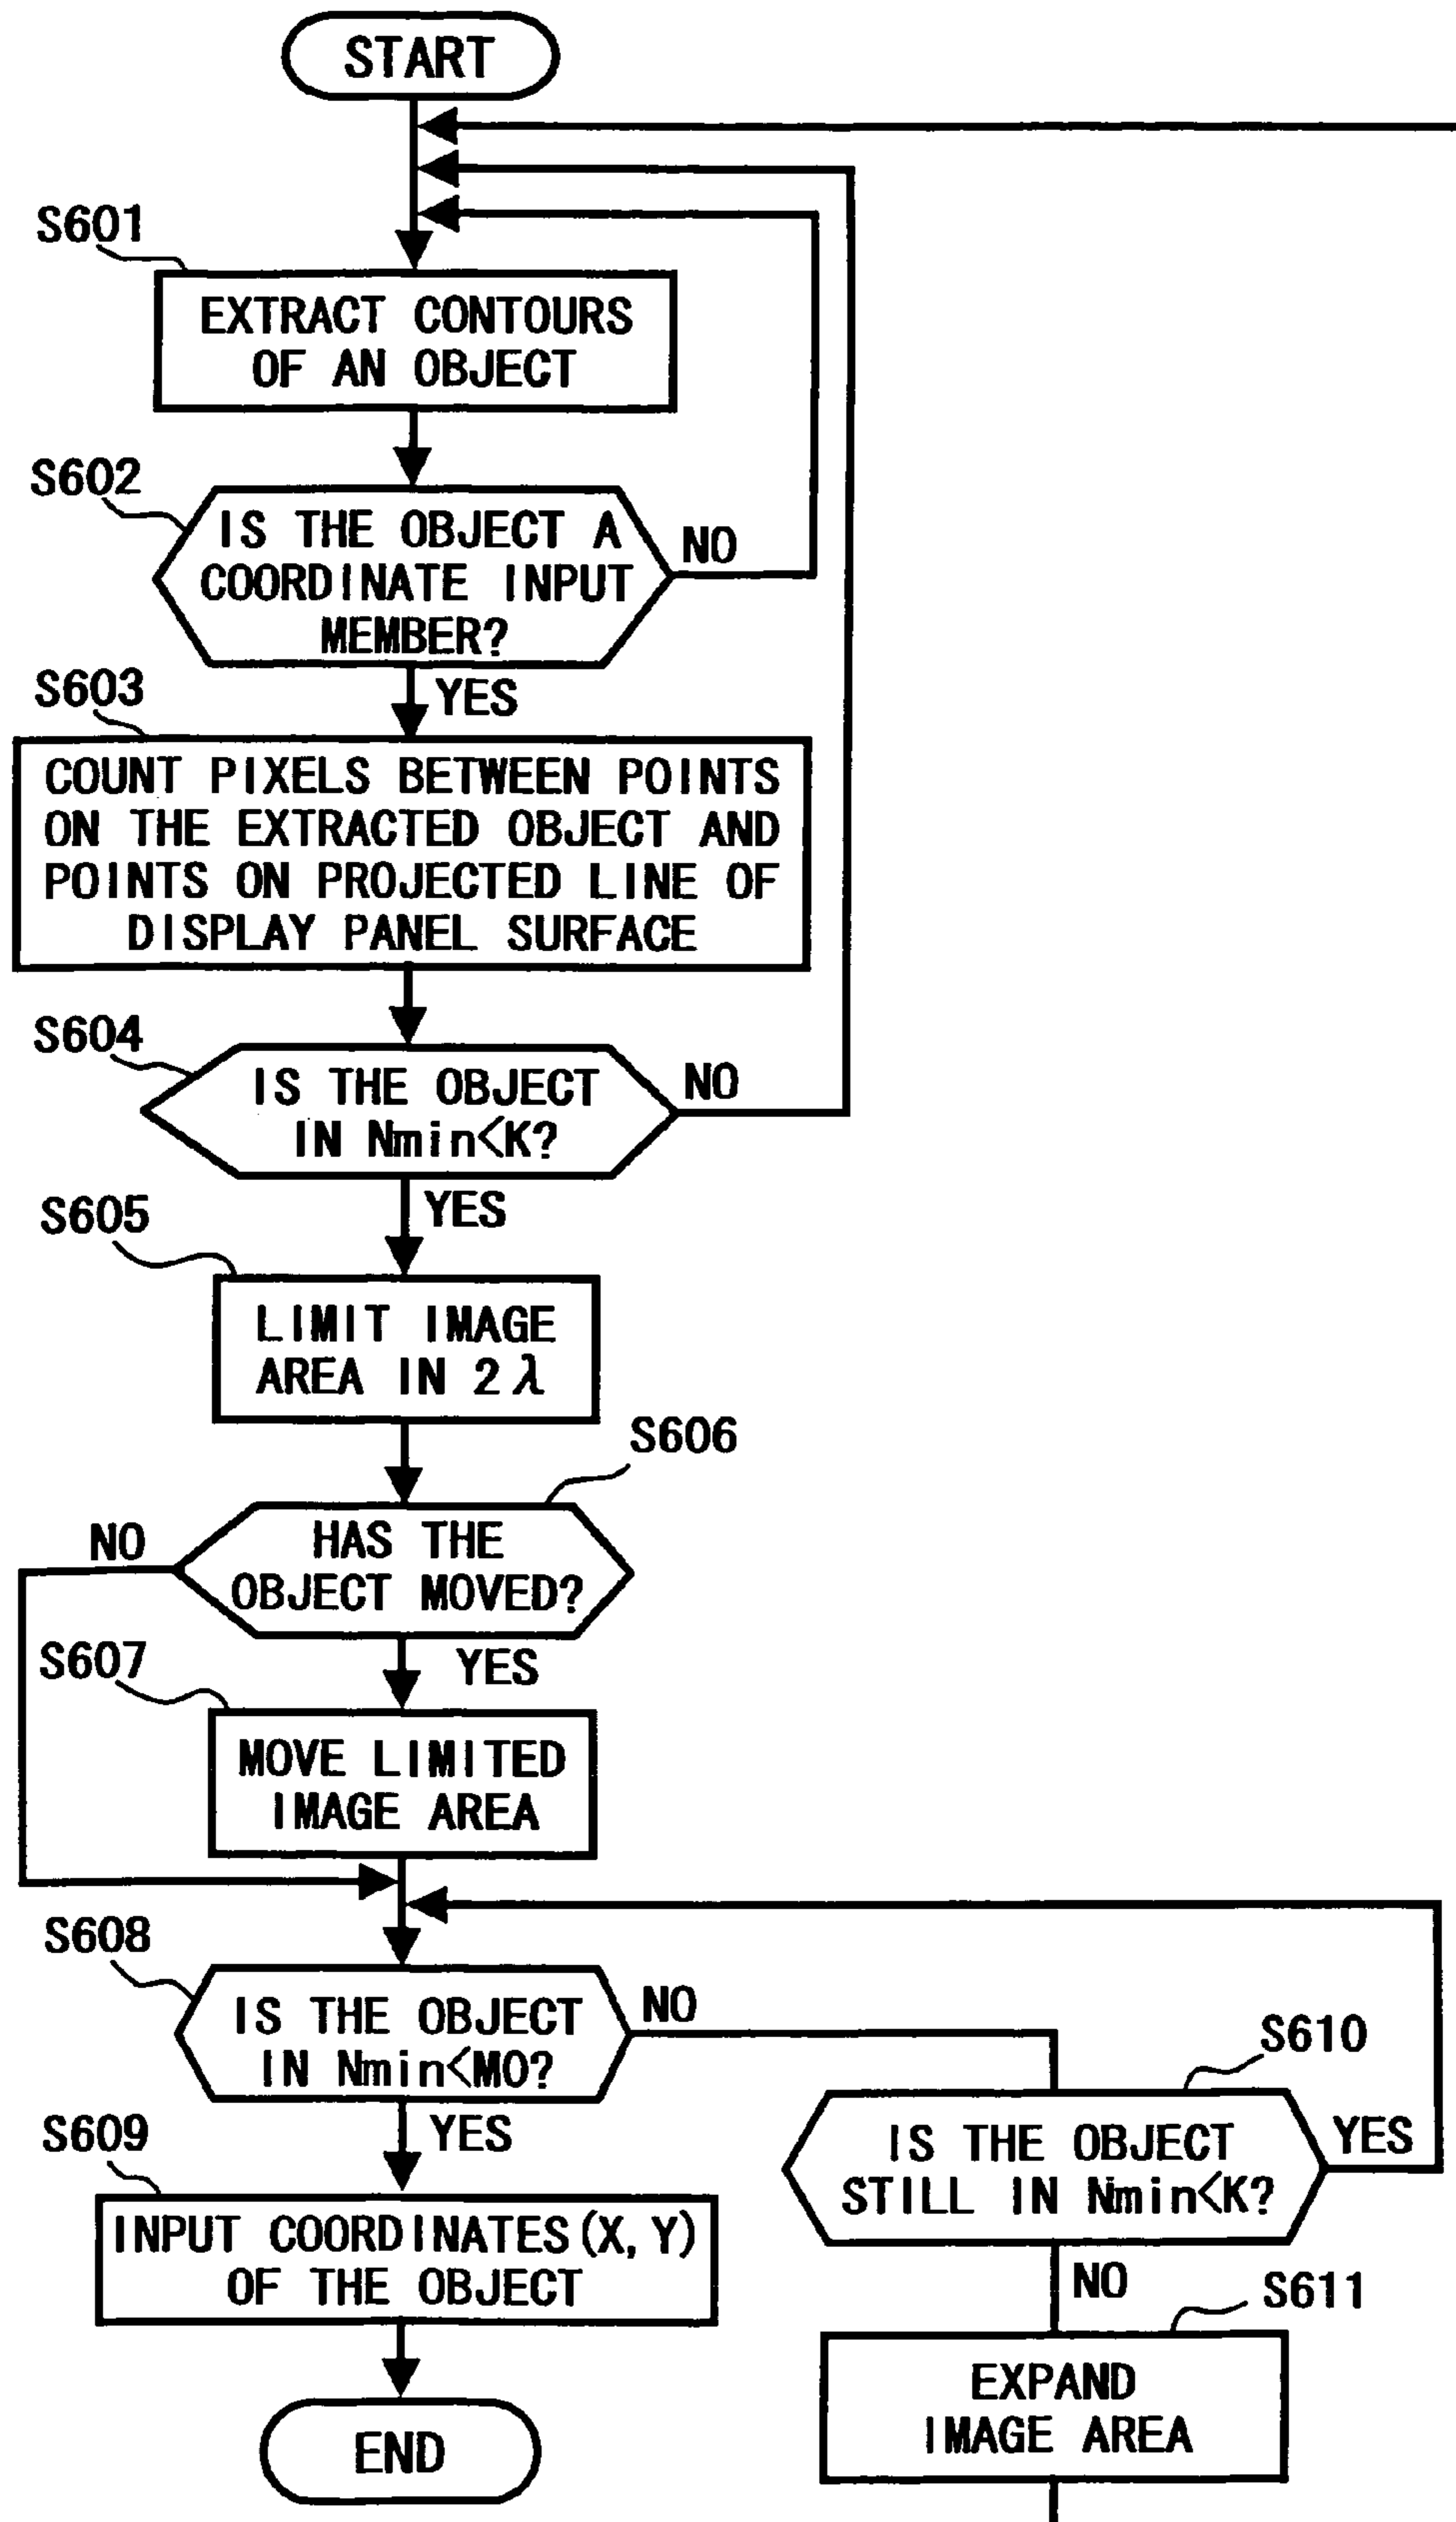 START
S601
EXTRACT CONTOURS
OF AN OBJECT
S602
IS THE OBJECT A
COORDINATE INPUT
MEMBER?
NO
YES
S603
COUNT PIXELS BETWEEN POINTS
ON THE EXTRACTED OBJECT AND
POINTS ON PROJECTED LINE OF
DISPLAY PANEL SURFACE
S604
IS THE OBJECT
IN Nmin<K?
NO
YES
S605
LIMIT IMAGE
AREA IN 2λ
S606
HAS THE
OBJECT MOVED?
NO
YES
S607
MOVE LIMITED
IMAGE AREA
S608
IS THE OBJECT
IN Nmin<MO?
NO
YES
S609
INPUT COORDINATES(X,Y)
OF THE OBJECT
END
S610
IS THE OBJECT
STILL IN Nmin<K?
YES
NO
S611
EXPAND
IMAGE AREA